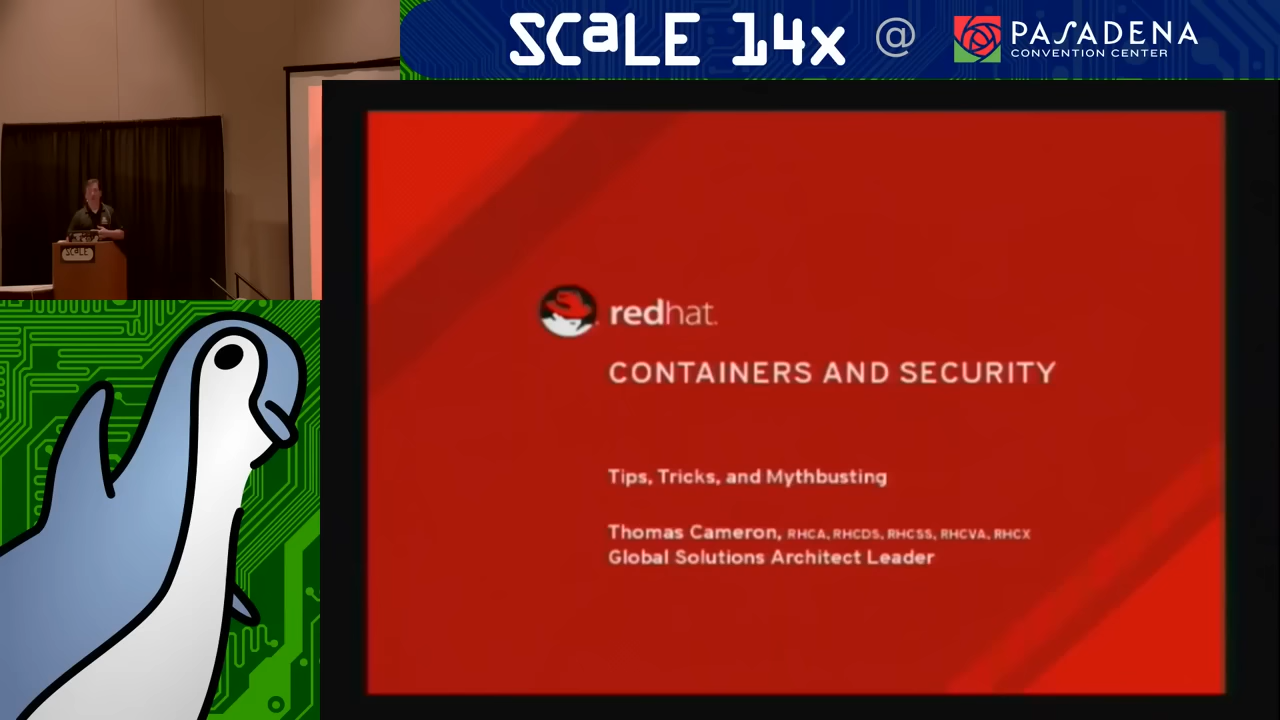 SCaLE 14x @ PASADENA
CONVENTION CENTER
SCALE
redhat.
CONTAINERS AND SECURITY
Tips, Tricks, and Mythbusting
Thomas Cameron, RHCA, RHCDS, RHCSS, RHCVA, RHCX
Global Solutions Architect Leader